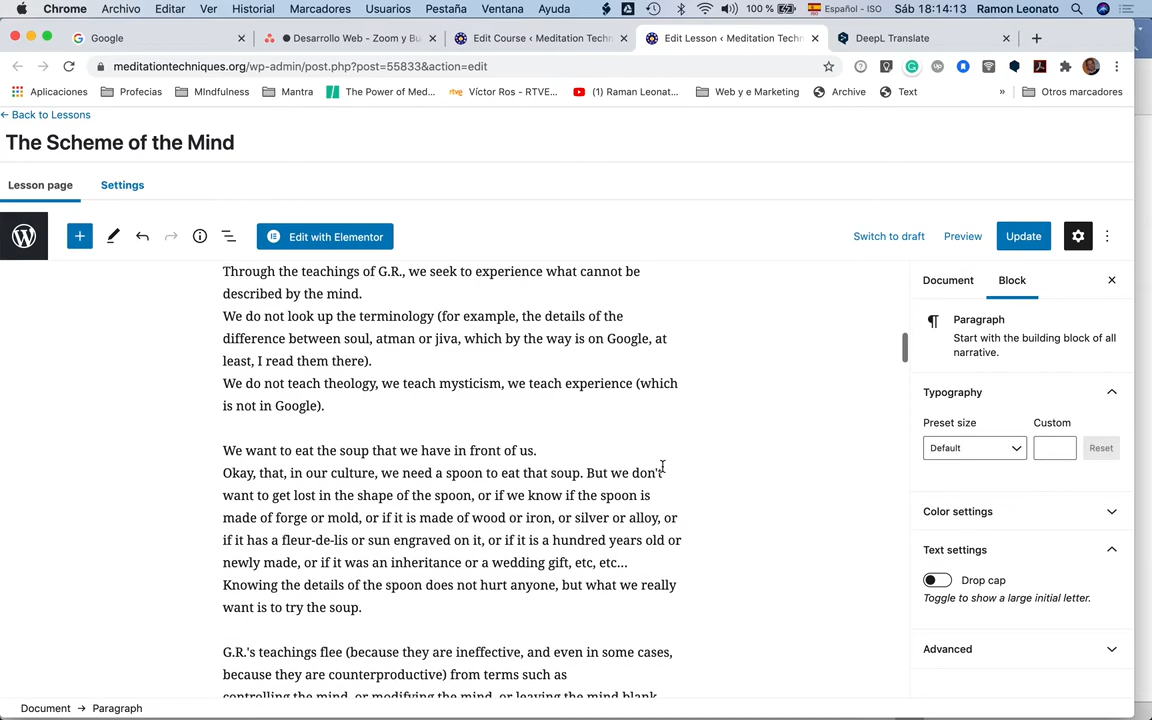 Chrome Archivo Editar Ver Historial Marcadores Usuarios Pestaña Ventana Ayuda 100 % Español - ISO Sáb 18:14:13 Ramon Leonato
Google Desarrollo Web - Zoom y Bu Edit Course ‹ Meditation Techn Edit Lesson ‹ Meditation Techn DeepL Translate
meditationtechniques.org/wp-admin/post.php?post=55833&action=edit
Aplicaciones Profecias MIndfulness Mantra The Power of Med... Víctor Ros - RTVE... (1) Raman Leonat... Web y e Marketing Archive Text » Otros marcadores
← Back to Lessons
The Scheme of the Mind
Lesson page Settings
Edit with Elementor Switch to draft Preview Update
Through the teachings of G.R., we seek to experience what cannot be
described by the mind.
We do not look up the terminology (for example, the details of the
difference between soul, atman or jiva, which by the way is on Google, at
least, I read them there).
We do not teach theology, we teach mysticism, we teach experience (which
is not in Google).
We want to eat the soup that we have in front of us.
Okay, that, in our culture, we need a spoon to eat that soup. But we don't
want to get lost in the shape of the spoon, or if we know if the spoon is
made of forge or mold, or if it is made of wood or iron, or silver or alloy, or
if it has a fleur-de-lis or sun engraved on it, or if it is a hundred years old or
newly made, or if it was an inheritance or a wedding gift, etc, etc...
Knowing the details of the spoon does not hurt anyone, but what we really
want is to try the soup.
G.R.'s teachings flee (because they are ineffective, and even in some cases,
because they are counterproductive) from terms such as
controlling the mind, or modifying the mind, or leaving the mind blank
Document Block
Paragraph
Start with the building block of all
narrative.
Typography
Preset size Custom
Default Reset
Color settings
Text settings
Drop cap
Toggle to show a large initial letter.
Advanced
Document → Paragraph